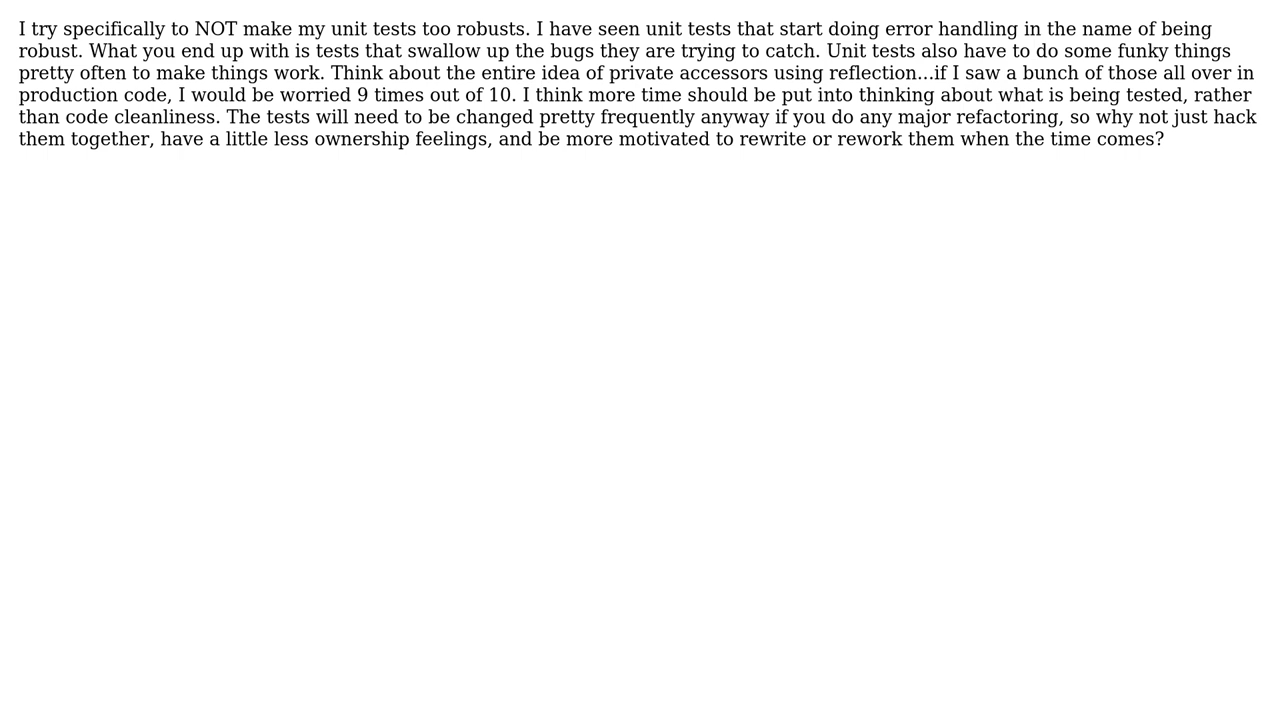 I try specifically to NOT make my unit tests too robusts. I have seen unit tests that start doing error handling in the name of being
robust. What you end up with is tests that swallow up the bugs they are trying to catch. Unit tests also have to do some funky things
pretty often to make things work. Think about the entire idea of private accessors using reflection...if I saw a bunch of those all over in
production code, I would be worried 9 times out of 10. I think more time should be put into thinking about what is being tested, rather
than code cleanliness. The tests will need to be changed pretty frequently anyway if you do any major refactoring, so why not just hack
them together, have a little less ownership feelings, and be more motivated to rewrite or rework them when the time comes?